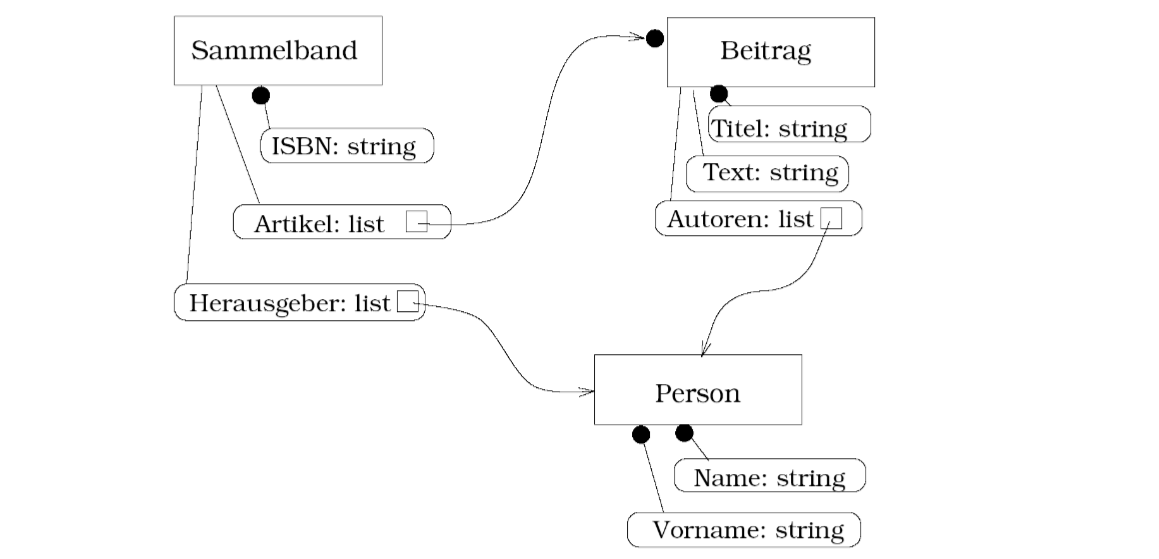 Sammelband
Beitrag
ISBN: string
Titel: string
Text: string
Artikel: list
Autoren: list
Herausgeber: list
Person
Name: string
Vorname: string